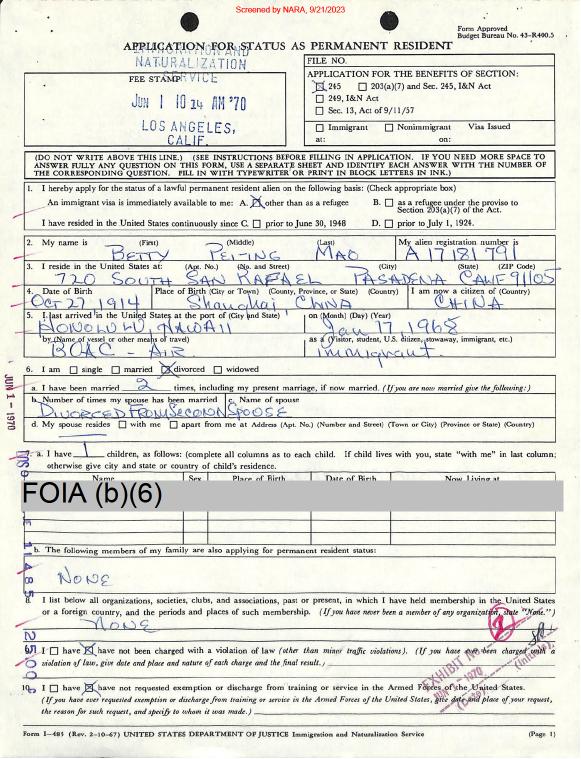 Screened by NARA, 9/21/2023
Form Approved
Budget Bureau No. 43-R400.5
APPLICATION FOR STATUS AS PERMANENT RESIDENT
IMMIGRATION AND
NATURALIZATION
SERVICE
FEE STAMP
JUN 1 10 14 AM '70
LOS ANGELES,
CALIF.
FILE NO.
APPLICATION FOR THE BENEFITS OF SECTION:
245 203(a)(7) and Sec. 245, I&N Act
249, I&N Act
Sec. 13, Act of 9/11/57
Immigrant Nonimmigrant Visa Issued
at: on:
(DO NOT WRITE ABOVE THIS LINE.) (SEE INSTRUCTIONS BEFORE FILLING IN APPLICATION. IF YOU NEED MORE SPACE TO
ANSWER FULLY ANY QUESTION ON THIS FORM, USE A SEPARATE SHEET AND IDENTIFY EACH ANSWER WITH THE NUMBER OF
THE CORRESPONDING QUESTION. FILL IN WITH TYPEWRITER OR PRINT IN BLOCK LETTERS IN INK.)
1. I hereby apply for the status of a lawful permanent resident alien on the following basis: (Check appropriate box)
An immigrant visa is immediately available to me: A. X other than as a refugee B. as a refugee under the proviso to
Section 203(a)(7) of the Act.
I have resided in the United States continuously since C. prior to June 30, 1948 D. prior to July 1, 1924.
2. My name is (First) (Middle) (Last) My alien registration number is
BETTY PEI-TING MAO A 17 181 791
3. I reside in the United States at: (Apt. No.) (No. and Street) (City) (State) (ZIP Code)
720 SOUTH SAN RAFAEL PASADENA CALIF 91105
4. Date of Birth Place of Birth (City or Town) (County, Province, or State) (Country) I am now a citizen of (Country)
OCT 27 1914 Shanghai, CHINA CHINA
5. I last arrived in the United States at the port of (City and State) on (Month) (Day) (Year)
HONOLULU, HAWAII Jan 17, 1968
by (Name of vessel or other means of travel) as a (Visitor, student, U.S. citizen, stowaway, immigrant, etc.)
BOAC - AIR immigrant
6. I am single married X divorced widowed
a. I have been married 2 times, including my present marriage, if now married. (If you are now married give the following:)
b. Number of times my spouse has been married c. Name of spouse
DIVORCED FROM SECOND SPOUSE
d. My spouse resides with me apart from me at Address (Apt. No.) (Number and Street) (Town or City) (Province or State) (Country)
7. a. I have 1 children, as follows: (complete all columns as to each child. If child lives with you, state "with me" in last column;
otherwise give city and state or country of child's residence.
Name Sex Place of Birth Date of Birth Now Living at
FOIA (b)(6)
b. The following members of my family are also applying for permanent resident status:
NONE
8. I list below all organizations, societies, clubs, and associations, past or present, in which I have held membership in the United States
or a foreign country, and the periods and places of such membership. (If you have never been a member of any organization, state "None.")
NONE
9. I have X have not been charged with a violation of law (other than minor traffic violations). (If you have ever been charged with a
violation of law, give date and place and nature of each charge and the final result.)
10. I have X have not requested exemption or discharge from training or service in the Armed Forces of the United States.
(If you have ever requested exemption or discharge from training or service in the Armed Forces of the United States, give date and place of your request,
the reason for such request, and specify to whom it was made.)
EXHIBIT NO.
(Date)
(Initials)
JUN 1 - 1970
Form I-485 (Rev. 2-10-67) UNITED STATES DEPARTMENT OF JUSTICE Immigration and Naturalization Service (Page 1)